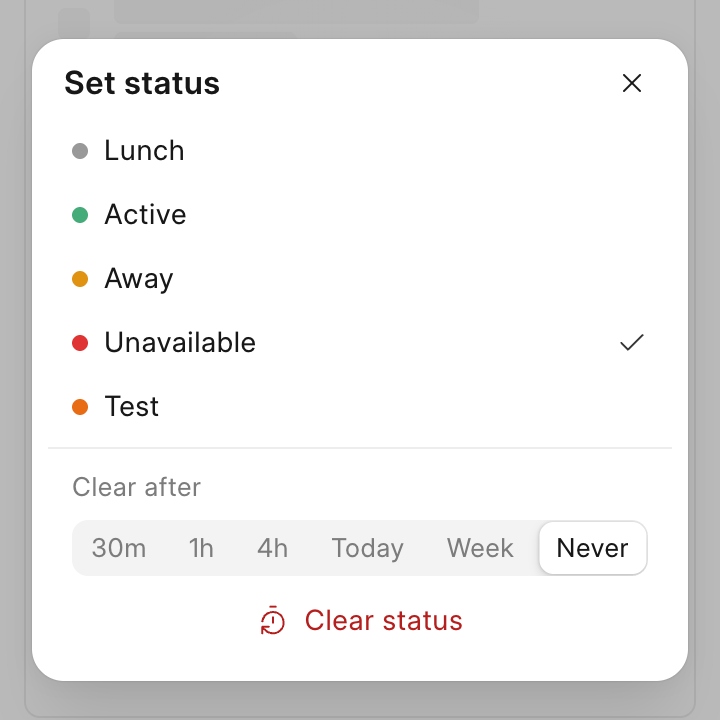 Set status
Lunch
Active
Away
Unavailable
Test
Clear after
30m 1h 4h Today Week Never
Clear status